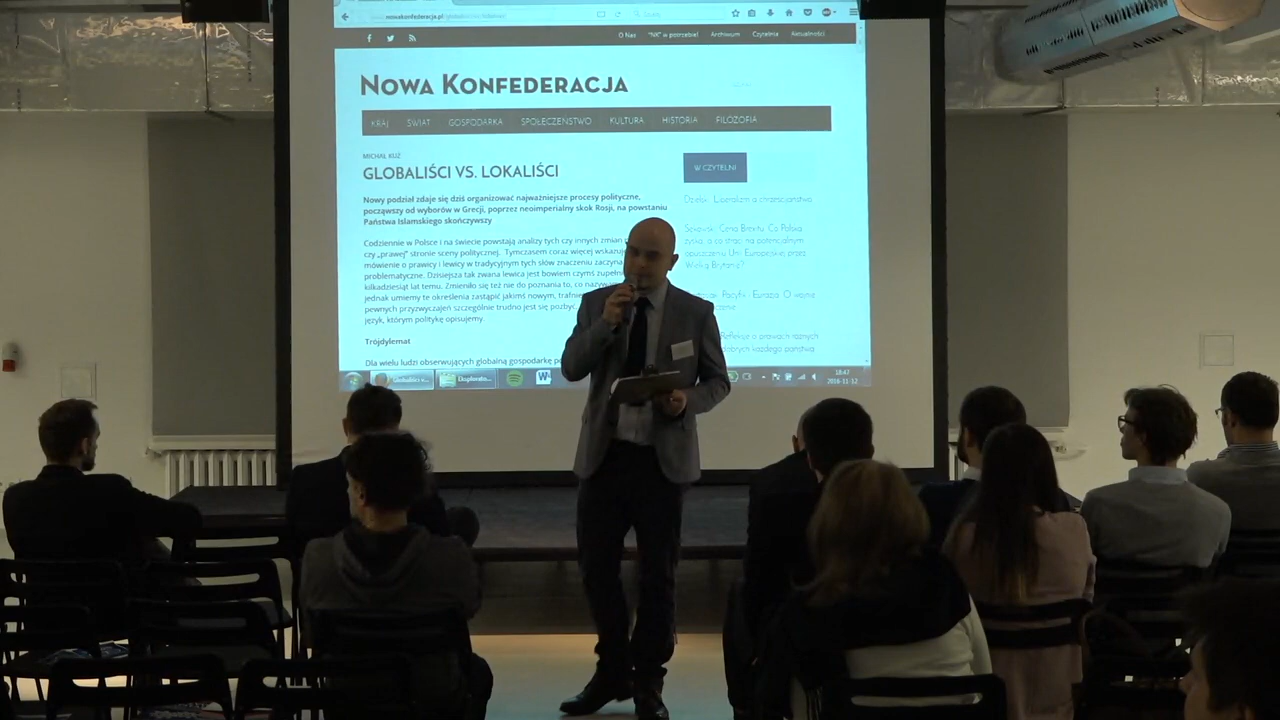 nowakonfederacja.pl
O Nas "NK" w potrzebie! Archiwum Czytelnia Aktualności
NOWA KONFEDERACJA
KRAJ ŚWIAT GOSPODARKA SPOŁECZEŃSTWO KULTURA HISTORIA FILOZOFIA
MICHAŁ KUŹ
GLOBALIŚCI VS. LOKALIŚCI
Nowy podział zdaje się dziś organizować najważniejsze procesy polityczne,
począwszy od wyborów w Grecji, poprzez neoimperialny skok Rosji, na powstaniu
Państwa Islamskiego skończywszy
Codziennie w Polsce i na świecie powstają analizy tych czy innych zmian
czy „prawej" stronie sceny politycznej. Tymczasem coraz więcej wskazuje
mówienie o prawicy i lewicy w tradycyjnym tych słów znaczeniu zaczyna
problematyczne. Dzisiejsza tak zwana lewica jest bowiem czymś zupełnie
kilkadziesiąt lat temu. Zmieniło się też nie do poznania to, co
jednak umiemy te określenia zastąpić jakimś nowym, trafnie
pewnych przyzwyczajeń szczególnie trudno jest się pozbyć
język, którym politykę opisujemy.
Trójdylemat
Dla wielu ludzi obserwujących globalną gospodarkę
W CZYTELNI
Liberalizm a chrześcijaństwo
Cena Brexitu. Co Polska
zyska, a co straci na potencjalnym
opuszczeniu Unii Europejskiej przez
Wielką Brytanię?
Pacyfik i Eurazja. O wojnie
Refleksje o prawach różnych
dobrych każdego państwa
Globaliści v...
Eksplorato...
W
18:47
2016-11-12